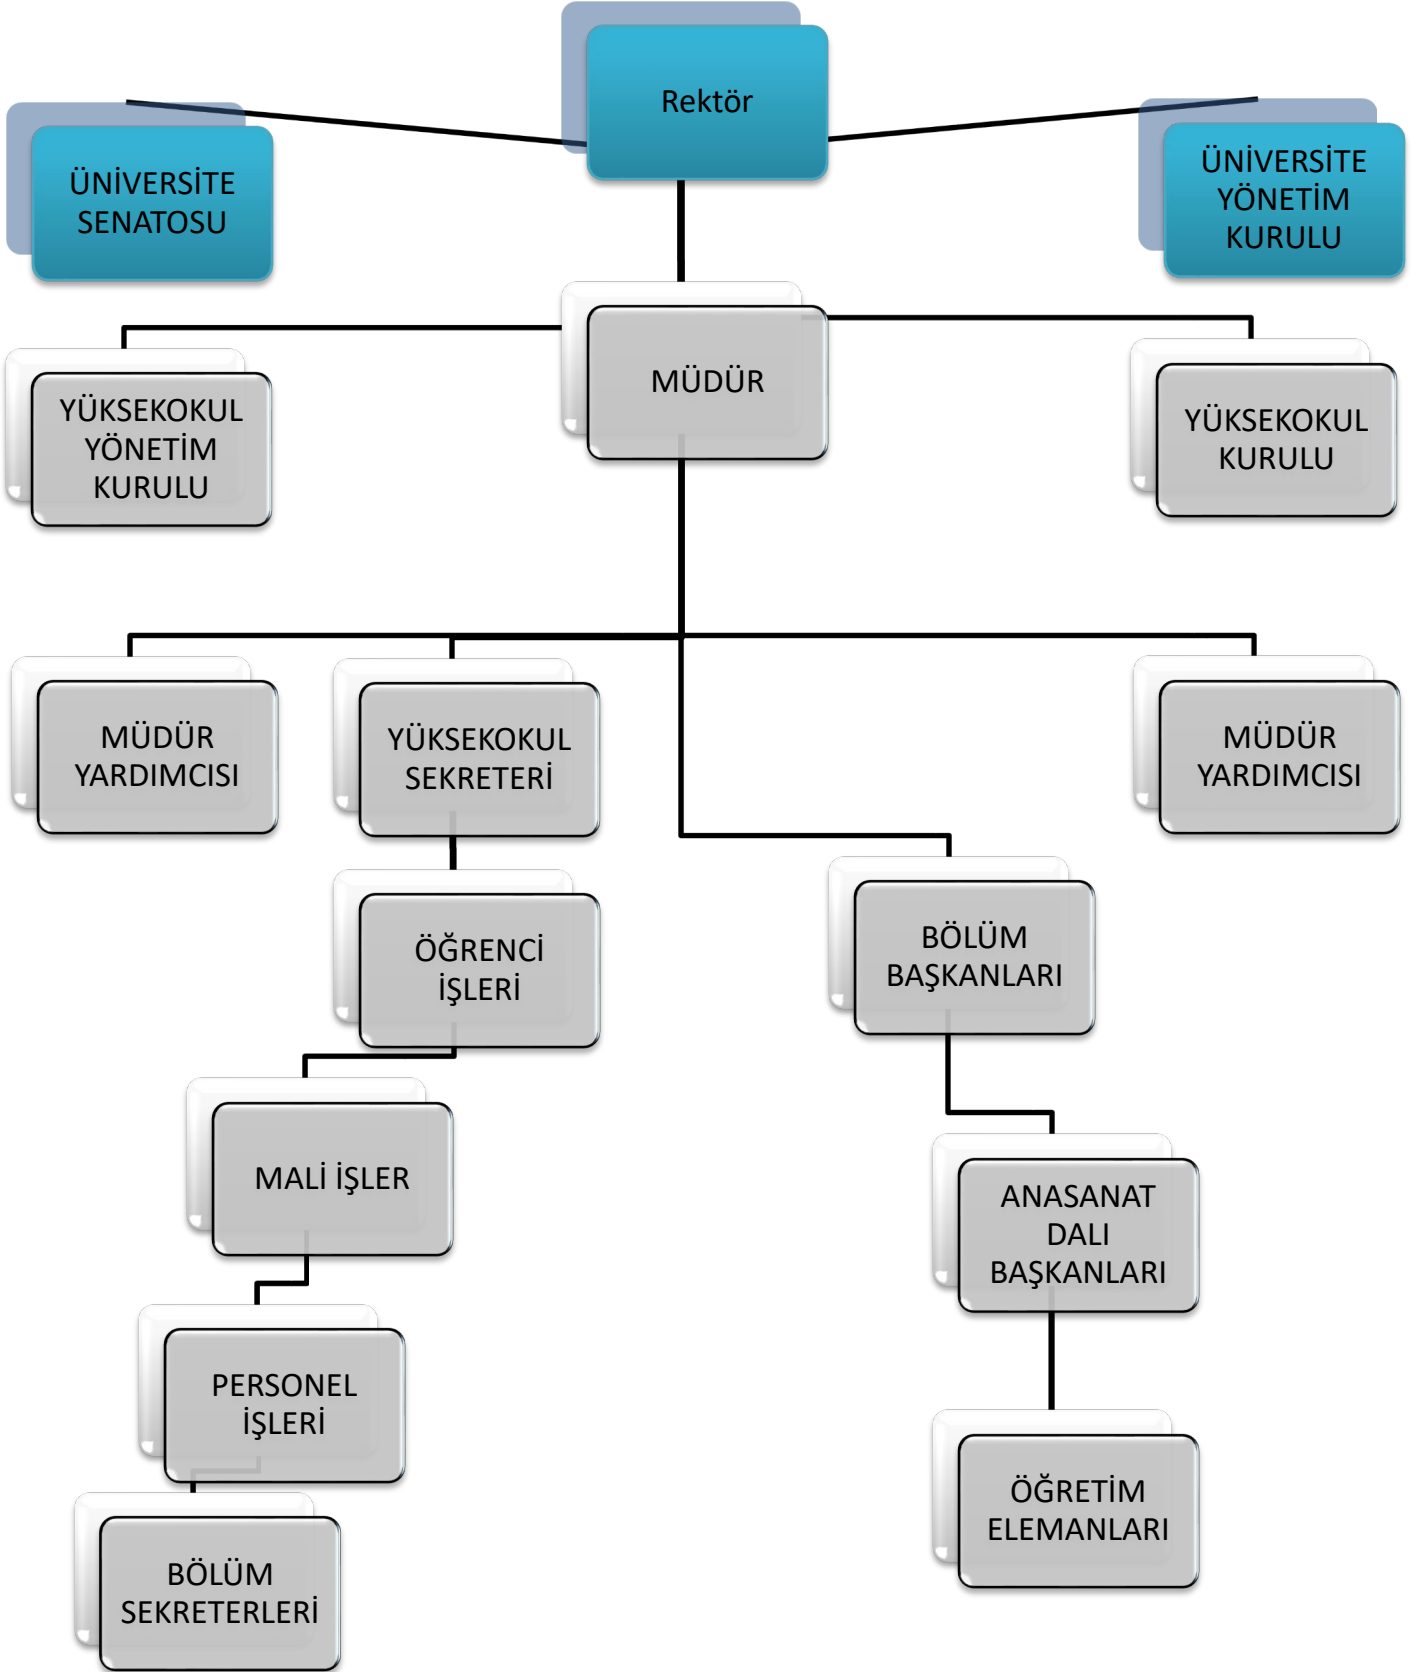 Rektör
ÜNİVERSİTE
SENATOSU
ÜNİVERSİTE
YÖNETİM
KURULU
MÜDÜR
YÜKSEKOKUL
YÖNETİM
KURULU
YÜKSEKOKUL
KURULU
MÜDÜR
YARDIMCISI
YÜKSEKOKUL
SEKRETERİ
MÜDÜR
YARDIMCISI
ÖĞRENCİ
İŞLERİ
BÖLÜM
BAŞKANLARI
MALİ İŞLER
ANASANAT
DALI
BAŞKANLARI
PERSONEL
İŞLERİ
ÖĞRETİM
ELEMANLARI
BÖLÜM
SEKRETERLERİ